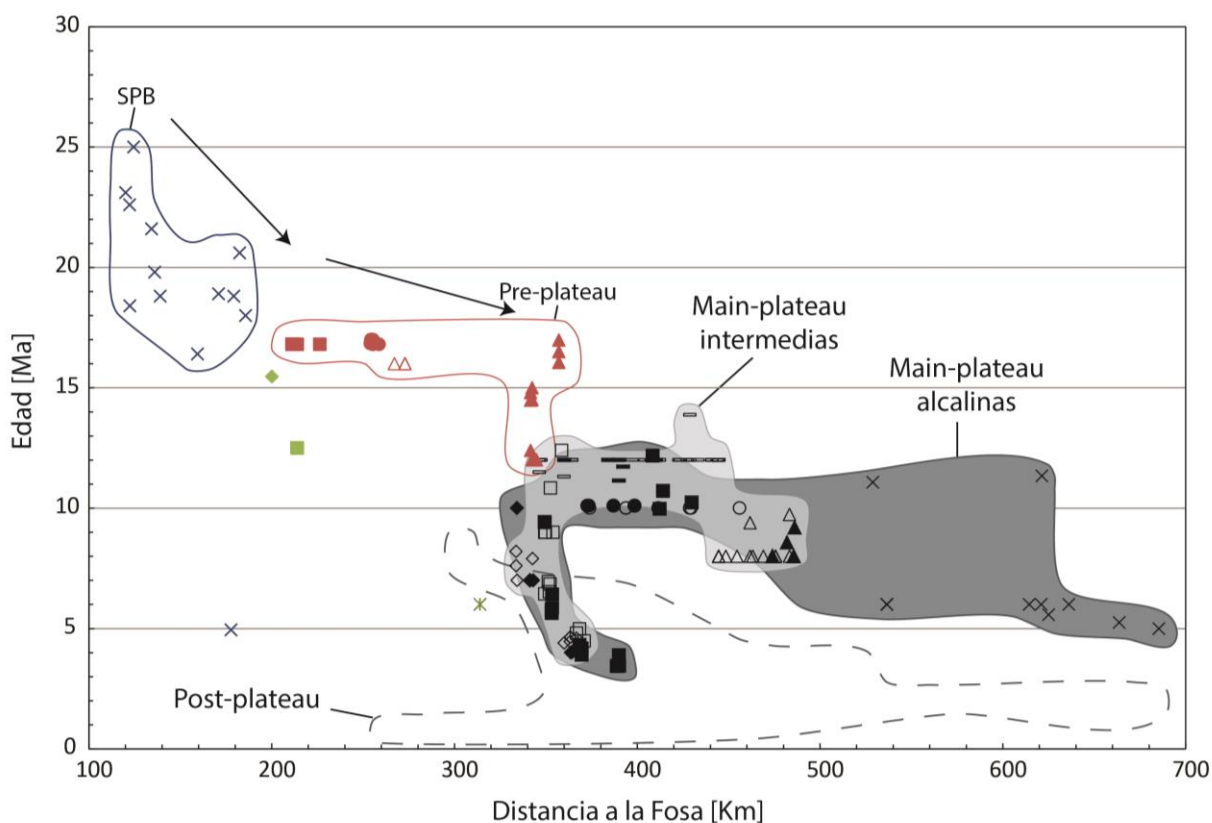 30
25
20
15
10
5
0
Edad [Ma]
SPB
Pre-plateau
Main-plateau
intermedias
Main-plateau
alcalinas
Post-plateau
100
200
300
400
500
600
700
Distancia a la Fosa [Km]